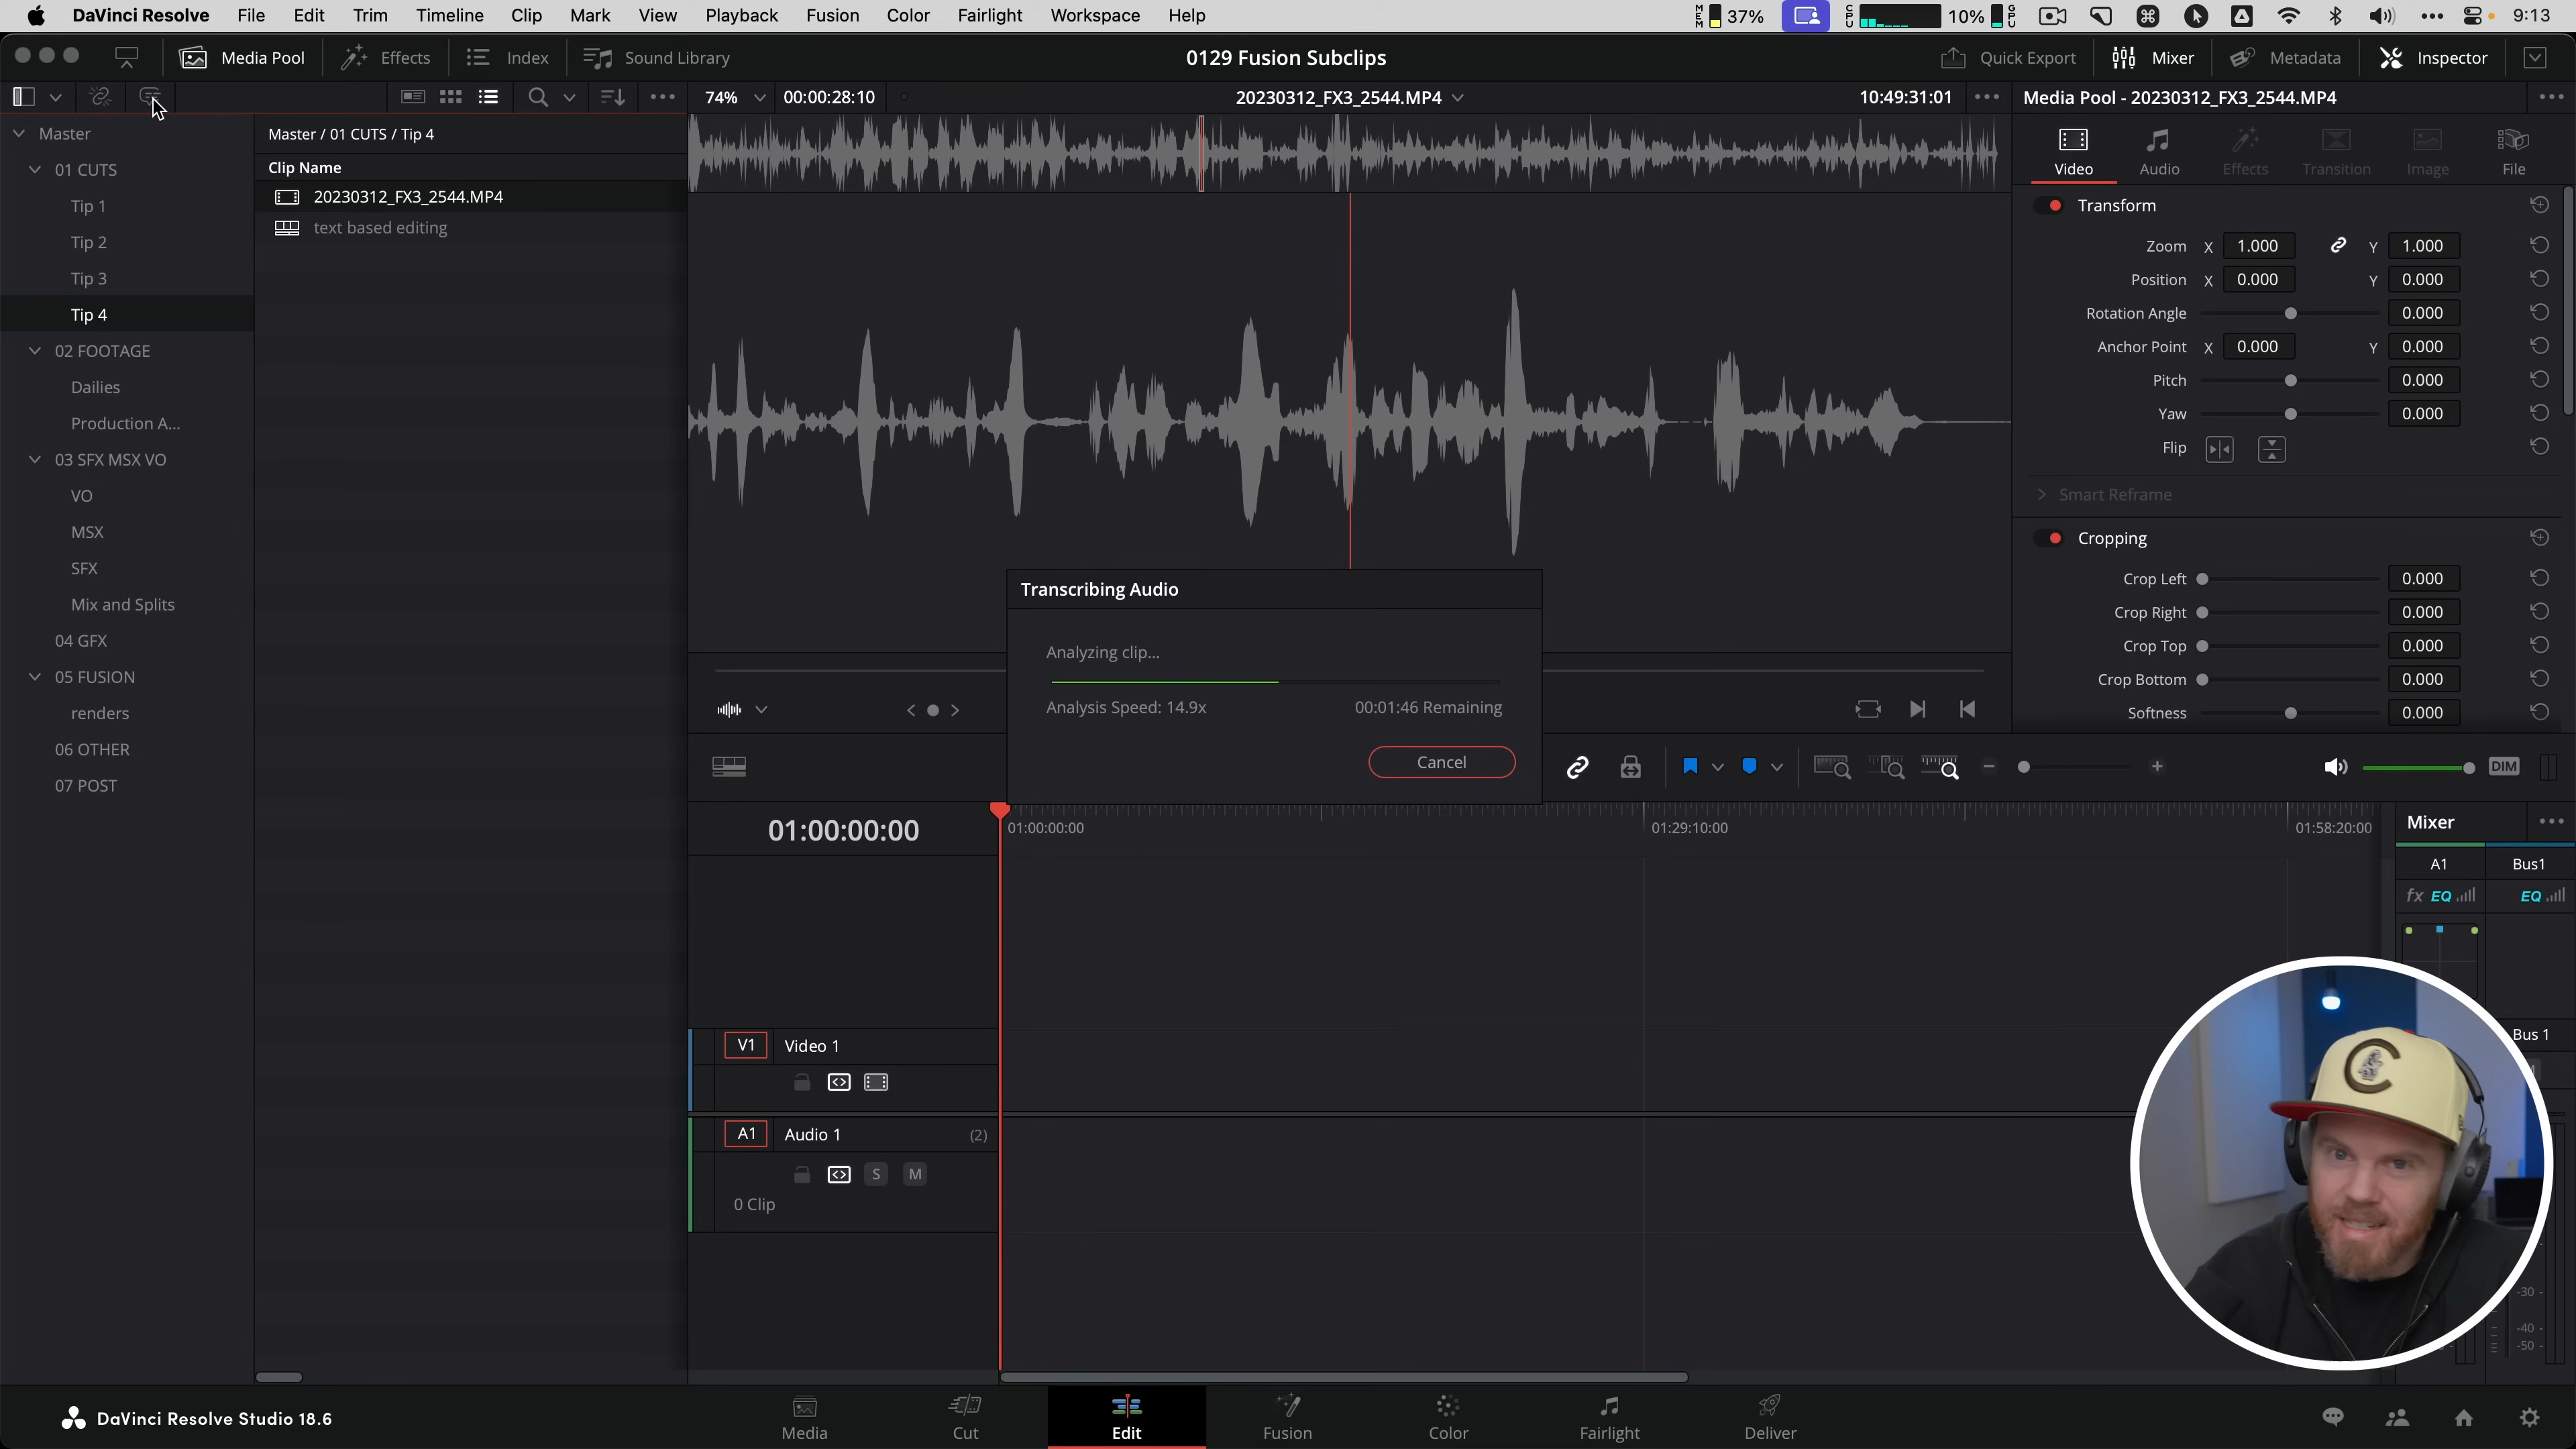 DaVinci Resolve File Edit Trim Timeline Clip Mark View Playback Fusion Color Fairlight Workspace Help MEM 37% CPU 10% GPU 9:13
Media Pool Effects Index Sound Library 0129 Fusion Subclips Quick Export Mixer Metadata Inspector
74% 00:00:28:10 20230312_FX3_2544.MP4 10:49:31:01 Media Pool - 20230312_FX3_2544.MP4
Master
01 CUTS
Tip 1
Tip 2
Tip 3
Tip 4
02 FOOTAGE
Dailies
Production A...
03 SFX MSX VO
VO
MSX
SFX
Mix and Splits
04 GFX
05 FUSION
renders
06 OTHER
07 POST
Master / 01 CUTS / Tip 4
Clip Name
20230312_FX3_2544.MP4
text based editing
Transcribing Audio
Analyzing clip...
Analysis Speed: 14.9x 00:01:46 Remaining
Cancel
Video Audio Effects Transition Image File
Transform
Zoom X 1.000 Y 1.000
Position X 0.000 Y 0.000
Rotation Angle 0.000
Anchor Point X 0.000 Y 0.000
Pitch 0.000
Yaw 0.000
Flip
Smart Reframe
Cropping
Crop Left 0.000
Crop Right 0.000
Crop Top 0.000
Crop Bottom 0.000
Softness 0.000
DIM
01:00:00:00 01:00:00:00 01:29:10:00 01:58:20:00
V1 Video 1
A1 Audio 1 (2)
S M
0 Clip
Mixer
A1 Bus1
fx EQ EQ
Bus 1
-30
-40
-50
C
DaVinci Resolve Studio 18.6
Media Cut Edit Fusion Color Fairlight Deliver